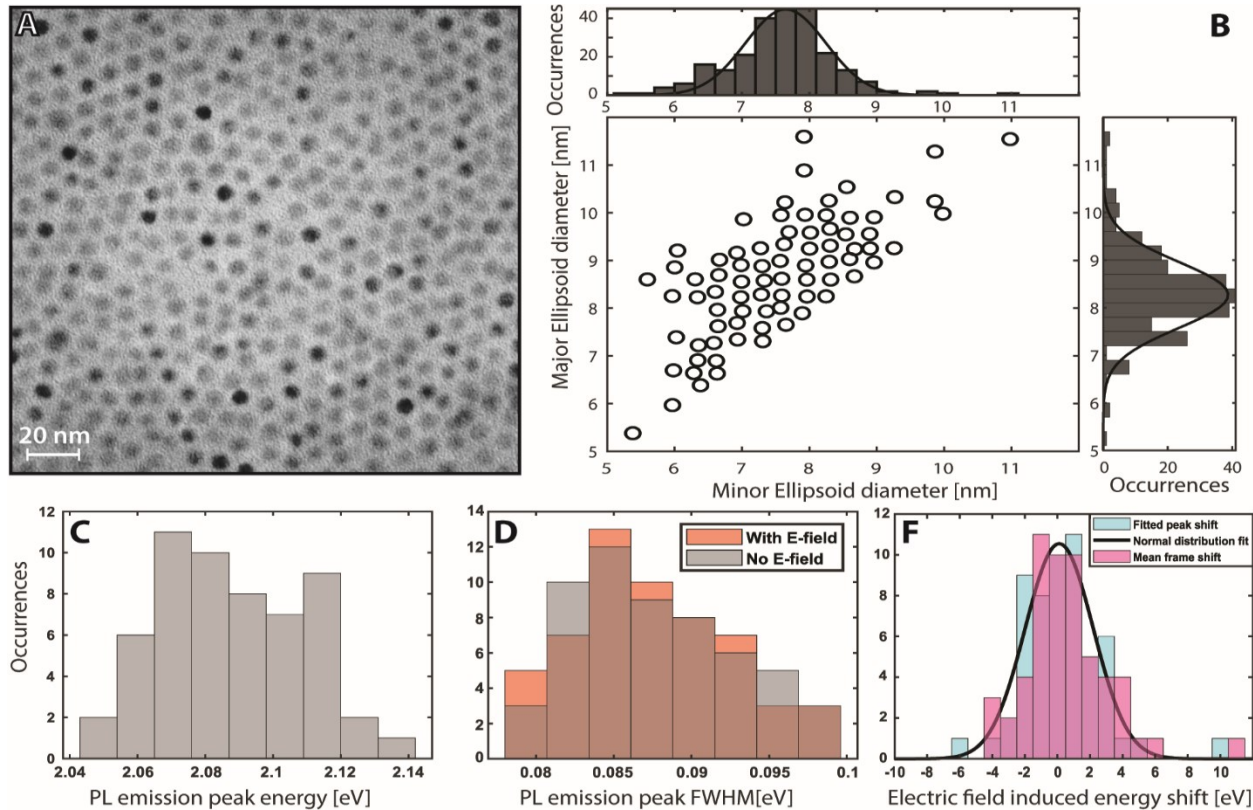 A
20 nm
B
Occurrences
40
20
0
5 6 7 8 9 10 11
Major Ellipsoid diameter [nm]
11
10
9
8
7
6
5
5 6 7 8 9 10 11
Minor Ellipsoid diameter [nm]
11
10
9
8
7
6
5
0 20 41
Occurrences
C
Occurrences
12
10
8
6
4
2
0
2.04 2.06 2.08 2.1 2.12 2.14
PL emission peak energy [eV]
D
With E-field
No E-field
14
12
10
8
6
4
2
0
0.08 0.085 0.09 0.095 0.1
PL emission peak FWHM[eV]
F
Fitted peak shift
Normal distribution fit
Mean frame shift
12
10
8
6
4
2
0
-10 -8 -6 -4 -2 0 2 4 6 8 10
Electric field induced energy shift [eV]